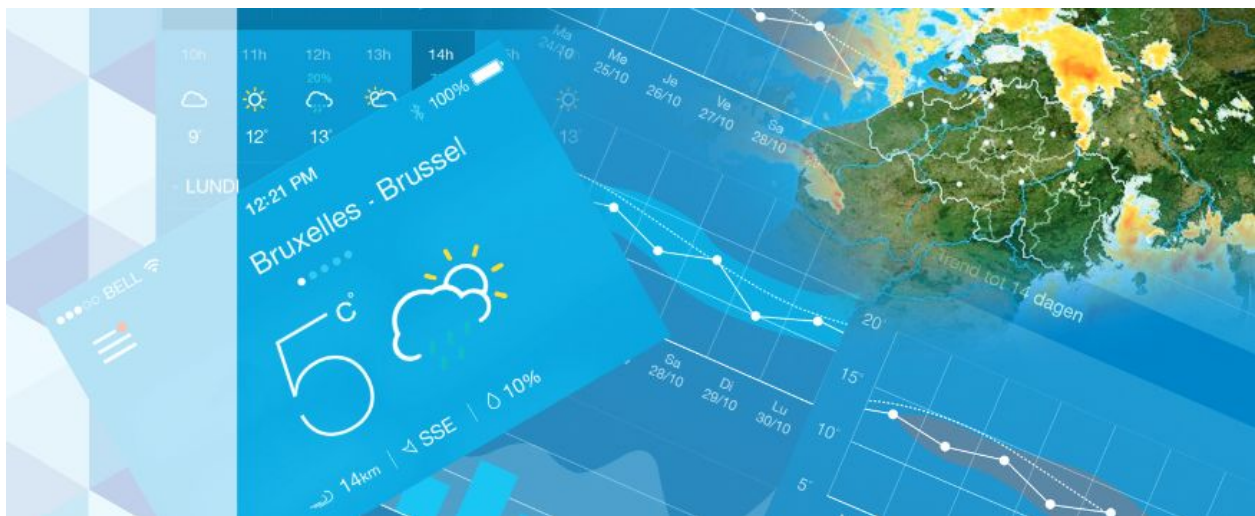 10h 11h 12h 13h 14h
20%
9° 12° 13° 13°
- LUNDI
BELL 100%
12:21 PM
Bruxelles - Brussel
5°C
14km | SSE | 10%
Ma
24/10
Me
25/10
Je
26/10
Ve
27/10
Sa
28/10
Sa
28/10
Di
29/10
Lu
30/10
trend tot 14 dagen
20°
15°
10°
5°